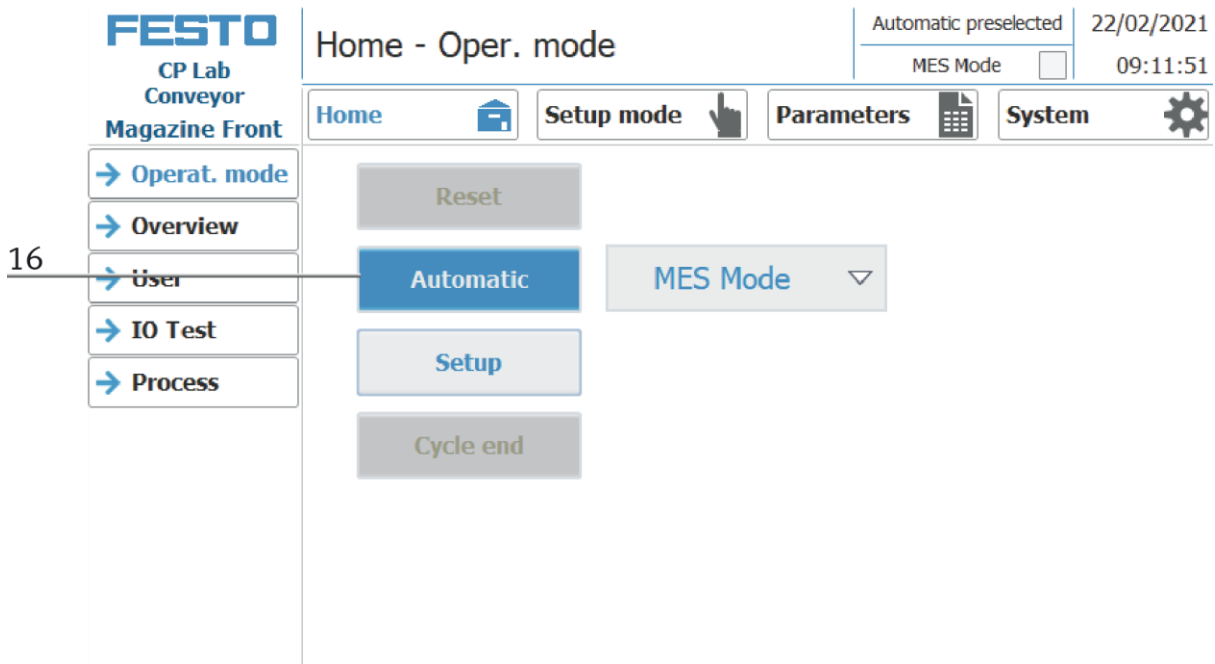 FESTO
CP Lab
Conveyor
Magazine Front
Home - Oper. mode
Automatic preselected
MES Mode
22/02/2021
09:11:51
Home
Setup mode
Parameters
System
Operat. mode
Overview
User
IO Test
Process
16
Reset
Automatic
MES Mode
Setup
Cycle end